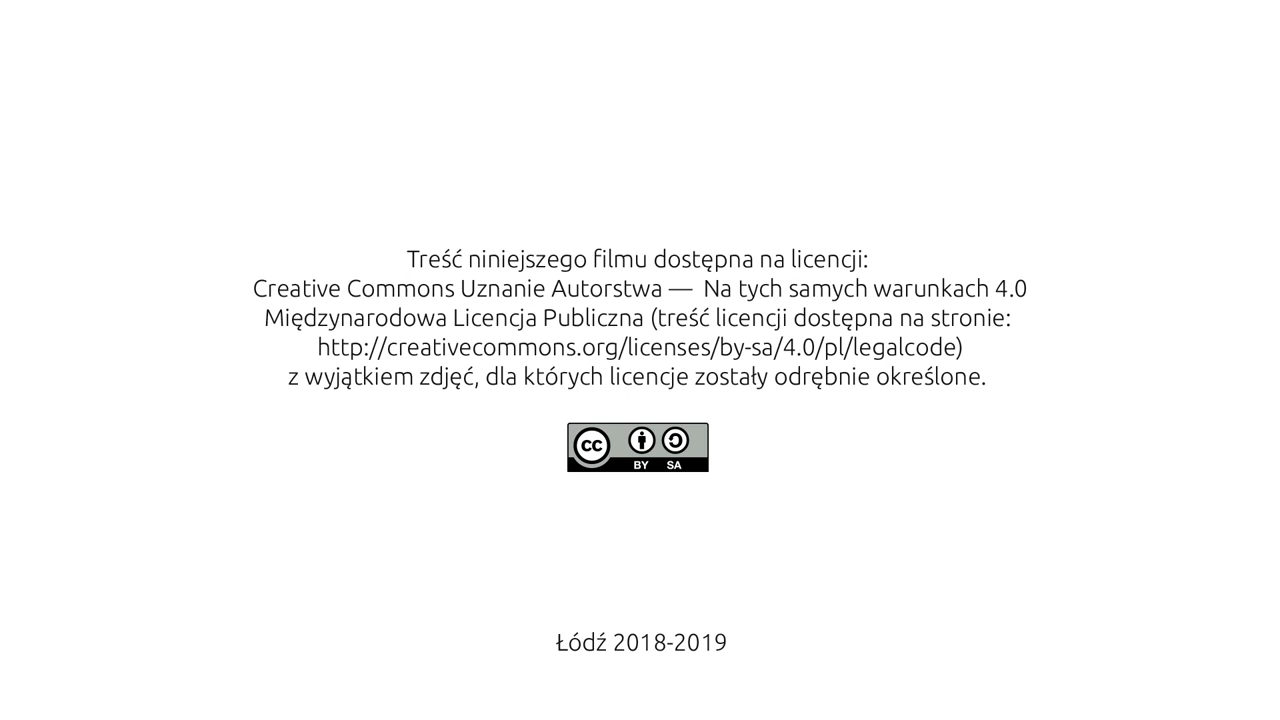 Treść niniejszego filmu dostępna na licencji:
Creative Commons Uznanie Autorstwa — Na tych samych warunkach 4.0
Międzynarodowa Licencja Publiczna (treść licencji dostępna na stronie:
http://creativecommons.org/licenses/by-sa/4.0/pl/legalcode)
z wyjątkiem zdjęć, dla których licencje zostały odrębnie określone.
cc
BY SA
Łódź 2018-2019